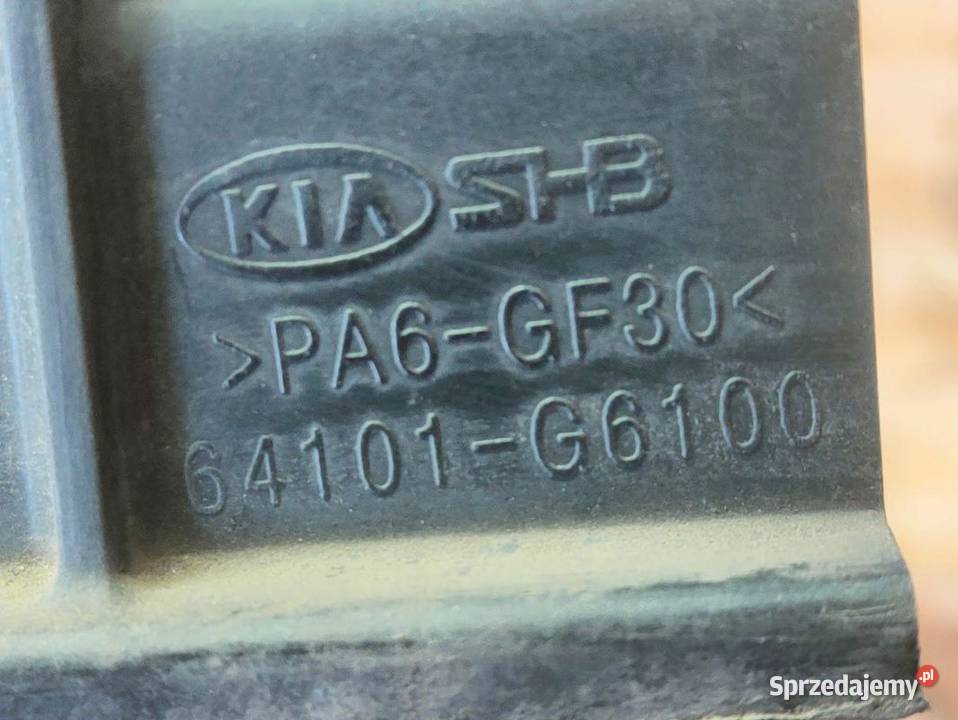 KIA SHB
>PA6-GF30<
64101-G6100
Sprzedajemy.pl